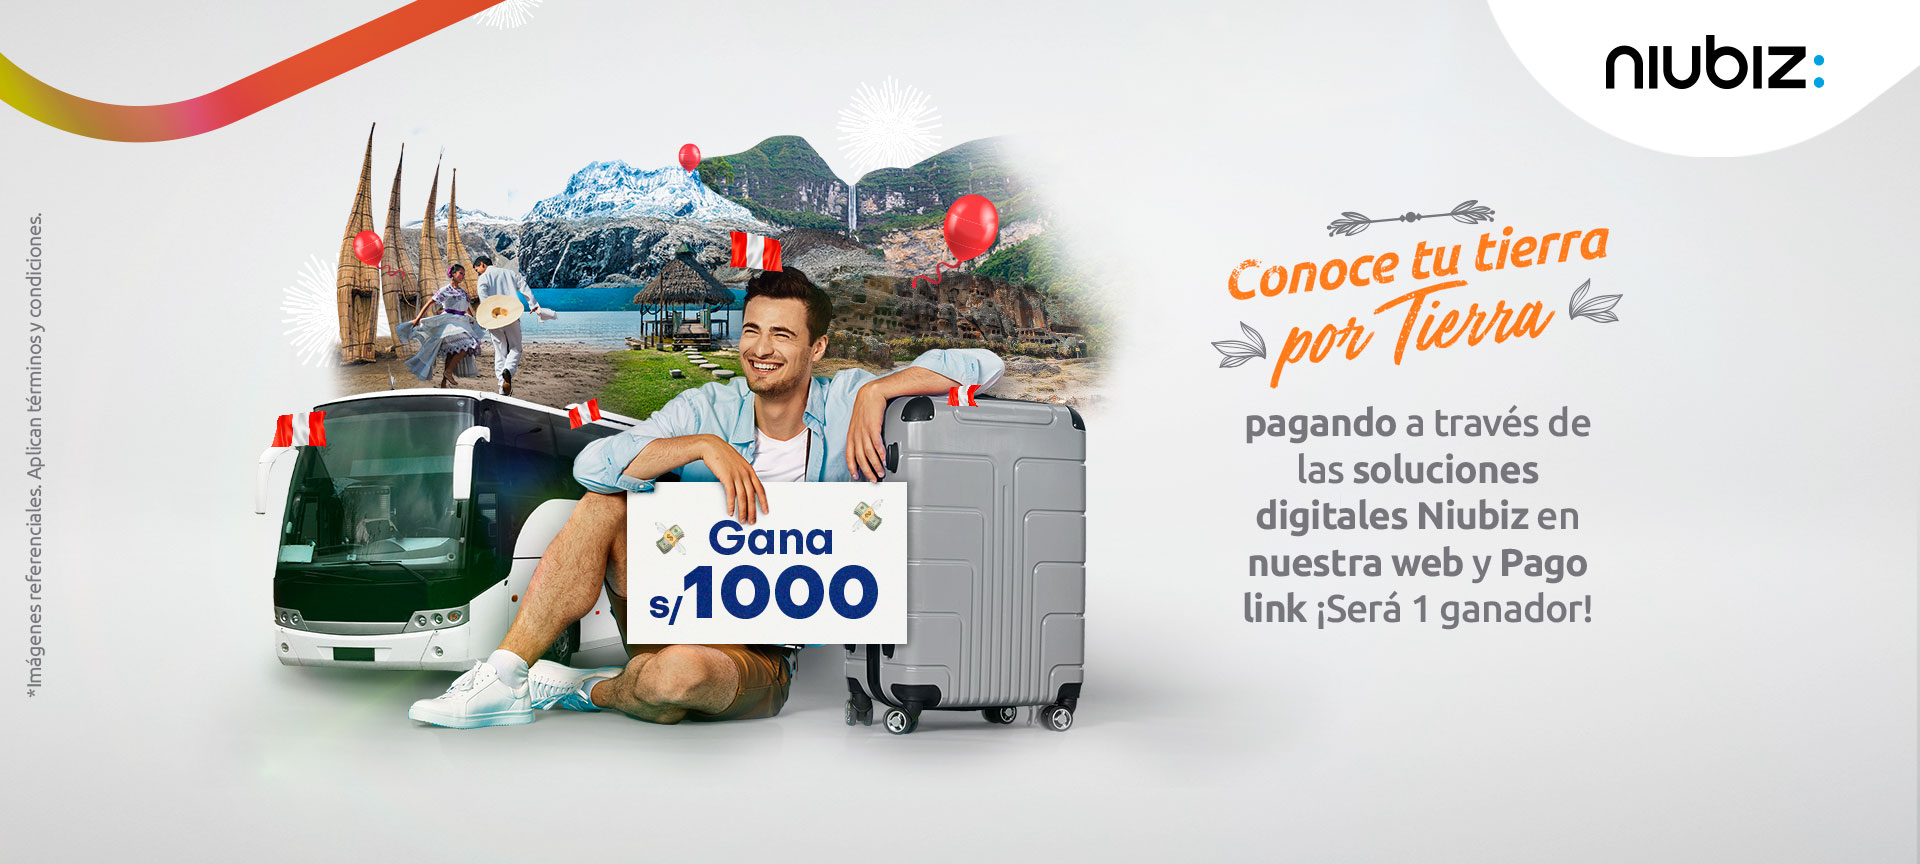 niubiz:
Conoce tu tierra
por Tierra
pagando a través de
las soluciones
digitales Niubiz en
nuestra web y Pago
link ¡Será 1 ganador!
Gana
s/1000
*Imágenes referenciales. Aplican términos y condiciones.